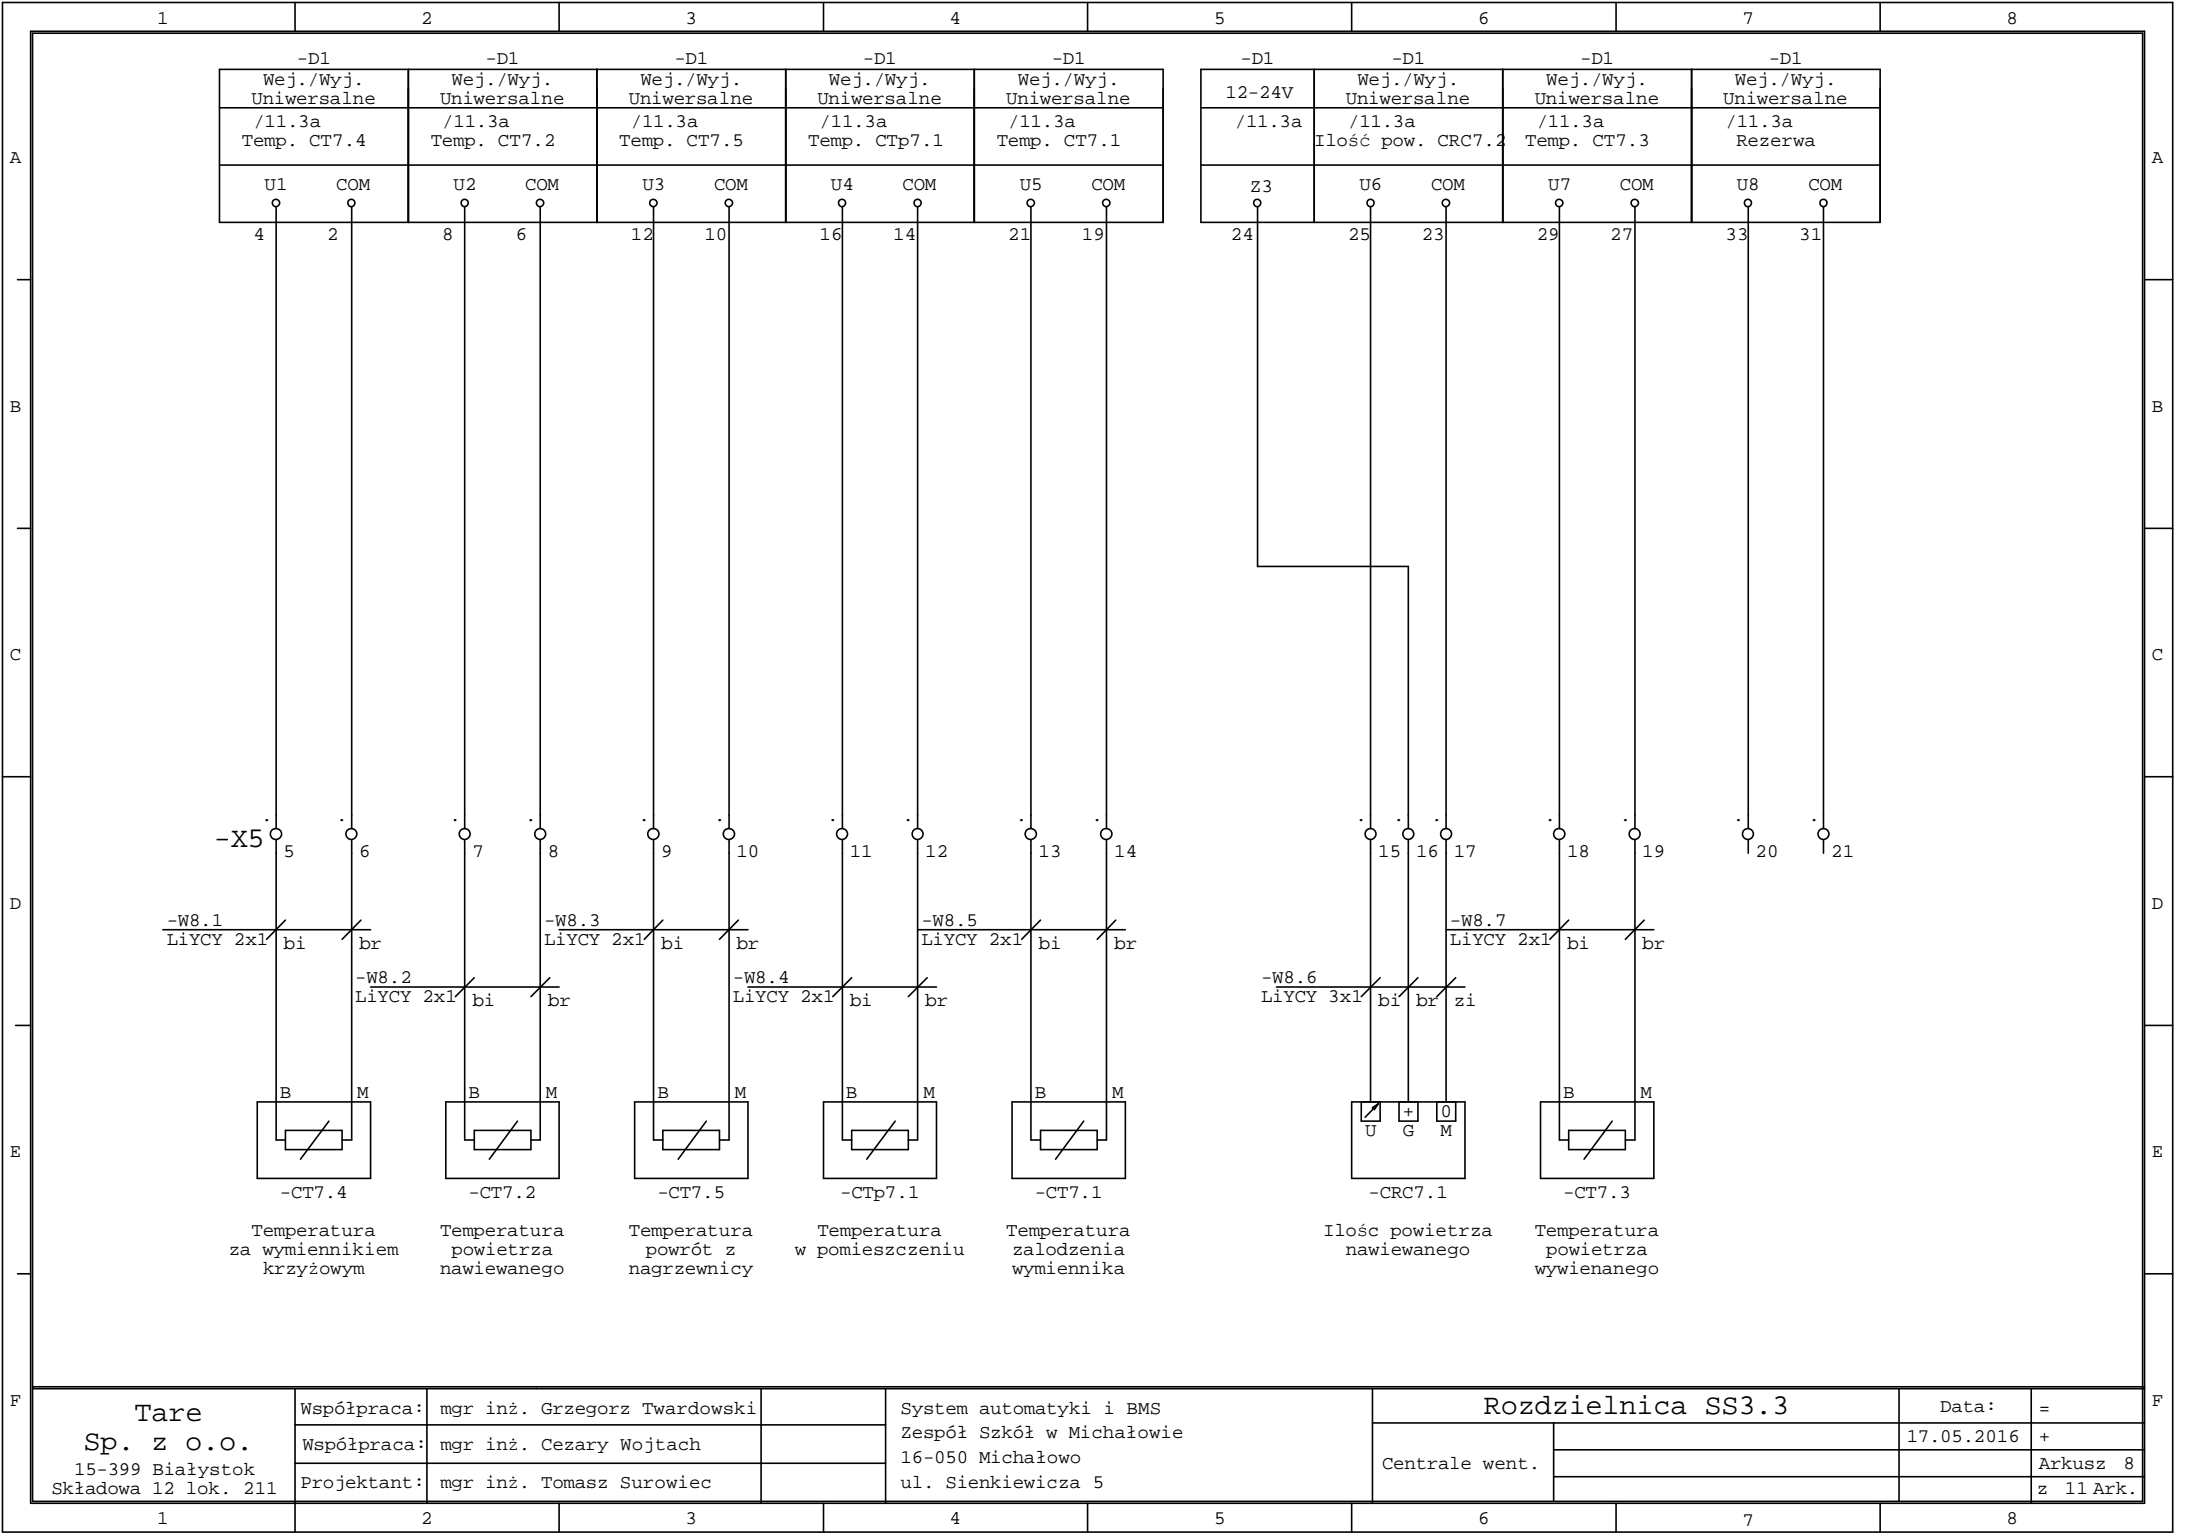 1 2 3 4 5 6 7 8
-D1 -D1 -D1 -D1 -D1 -D1 -D1 -D1 -D1
Wej./Wyj. Wej./Wyj. Wej./Wyj. Wej./Wyj. Wej./Wyj. 12-24V Wej./Wyj. Wej./Wyj. Wej./Wyj.
Uniwersalne Uniwersalne Uniwersalne Uniwersalne Uniwersalne Uniwersalne Uniwersalne Uniwersalne
/11.3a /11.3a /11.3a /11.3a /11.3a /11.3a /11.3a /11.3a /11.3a
Temp. CT7.4 Temp. CT7.2 Temp. CT7.5 Temp. CTp7.1 Temp. CT7.1 Ilość pow. CRC7.2 Temp. CT7.3 Rezerwa
A A
U1 COM U2 COM U3 COM U4 COM U5 COM Z3 U6 COM U7 COM U8 COM
4 2 8 6 12 10 16 14 21 19 24 25 23 29 27 33 31
B B
C C
-X5
5 6 7 8 9 10 11 12 13 14 15 16 17 18 19 20 21
D D
-W8.1 -W8.3 -W8.5 -W8.7
LiYCY 2x1 bi br LiYCY 2x1 bi br LiYCY 2x1 bi br LiYCY 2x1 bi br
-W8.2 -W8.4 -W8.6
LiYCY 2x1 bi br LiYCY 2x1 bi br LiYCY 3x1 bi br zi
B M B M B M B M B M B M
+ 0
U G M
E E
-CT7.4 -CT7.2 -CT7.5 -CTp7.1 -CT7.1 -CRC7.1 -CT7.3
Temperatura Temperatura Temperatura Temperatura Temperatura Ilośc powietrza Temperatura
za wymiennikiem powietrza powrót z w pomieszczeniu zalodzenia nawiewanego powietrza
krzyżowym nawiewanego nagrzewnicy wymiennika wywienanego
F F
Tare
Sp. z o.o.
15-399 Białystok
Składowa 12 lok. 211
Współpraca: mgr inż. Grzegorz Twardowski
Współpraca: mgr inż. Cezary Wojtach
Projektant: mgr inż. Tomasz Surowiec
System automatyki i BMS
Zespół Szkół w Michałowie
16-050 Michałowo
ul. Sienkiewicza 5
Rozdzielnica SS3.3
Centrale went.
Data: =
17.05.2016 +
Arkusz 8
z 11 Ark.
1 2 3 4 5 6 7 8